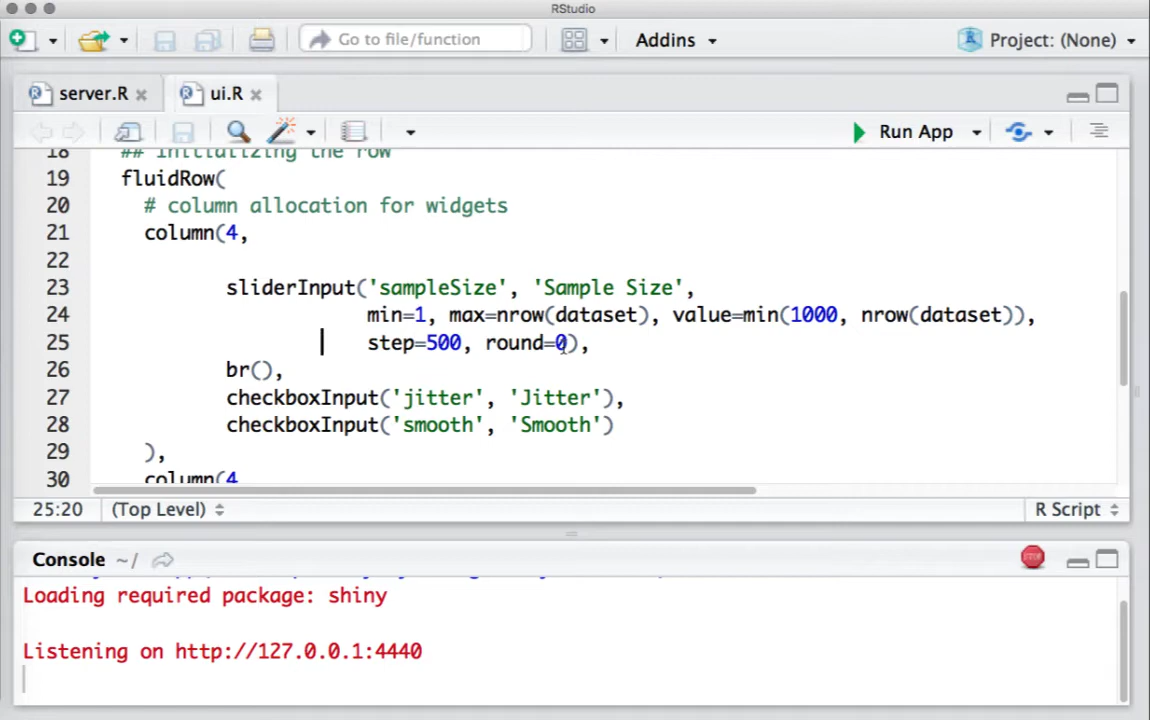 RStudio
Go to file/function
Addins
Project: (None)
server.R
ui.R
Run App
18 ## Initializing the row
19 fluidRow(
20 # column allocation for widgets
21 column(4,
22
23 sliderInput('sampleSize', 'Sample Size',
24 min=1, max=nrow(dataset), value=min(1000, nrow(dataset)),
25 step=500, round=0),
26 br(),
27 checkboxInput('jitter', 'Jitter'),
28 checkboxInput('smooth', 'Smooth')
29 ),
30 column(4
25:20 (Top Level) R Script
Console ~/
STOP
Loading required package: shiny
Listening on http://127.0.0.1:4440